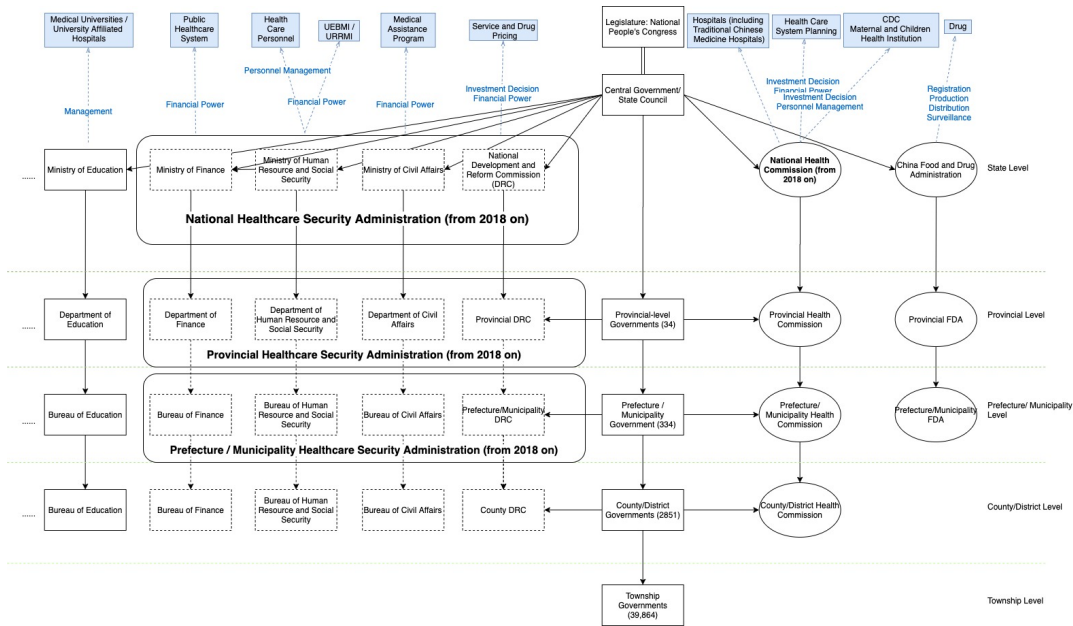 Medical Universities /
University Affiliated
Hospitals
Public
Healthcare
System
Health
Care
Personnel
UEBMI /
URRMI
Medical
Assistance
Program
Service and Drug
Pricing
Legislature: National
People's Congress
Hospitals (including
Traditional Chinese
Medicine Hospitals)
Health Care
System Planning
CDC
Maternal and Children
Health Institution
Drug
Management
Financial Power
Personnel Management
Financial Power
Financial Power
Investment Decision
Financial Power
Central Government/
State Council
Investment Decision
Financial Power
Investment Decision
Personnel Management
Registration
Production
Distribution
Surveillance
......
Ministry of Education
Ministry of Finance
Ministry of Human
Resource and Social
Security
Ministry of Civil Affairs
National
Development and
Reform Commission
(DRC)
National Health
Commission (from
2018 on)
China Food and Drug
Administration
State Level
National Healthcare Security Administration (from 2018 on)
......
Department of
Education
Department of
Finance
Department of
Human Resource and
Social Security
Department of Civil
Affairs
Provincial DRC
Provincial-level
Governments (34)
Provincial Health
Commission
Provincial FDA
Provincial Level
Provincial Healthcare Security Administration (from 2018 on)
......
Bureau of Education
Bureau of Finance
Bureau of Human
Resource and Social
Security
Bureau of Civil Affairs
Prefecture/Municipality
DRC
Prefecture /
Municipality
Government (334)
Prefecture/
Municipality Health
Commission
Prefecture/Municipality
FDA
Prefecture/ Municipality
Level
Prefecture / Municipality Healthcare Security Administration (from 2018 on)
......
Bureau of Education
Bureau of Finance
Bureau of Human
Resource and Social
Security
Bureau of Civil Affairs
County DRC
County/District
Governments (2851)
County/District Health
Commission
County/District Level
Township
Governments
(39,864)
Township Level